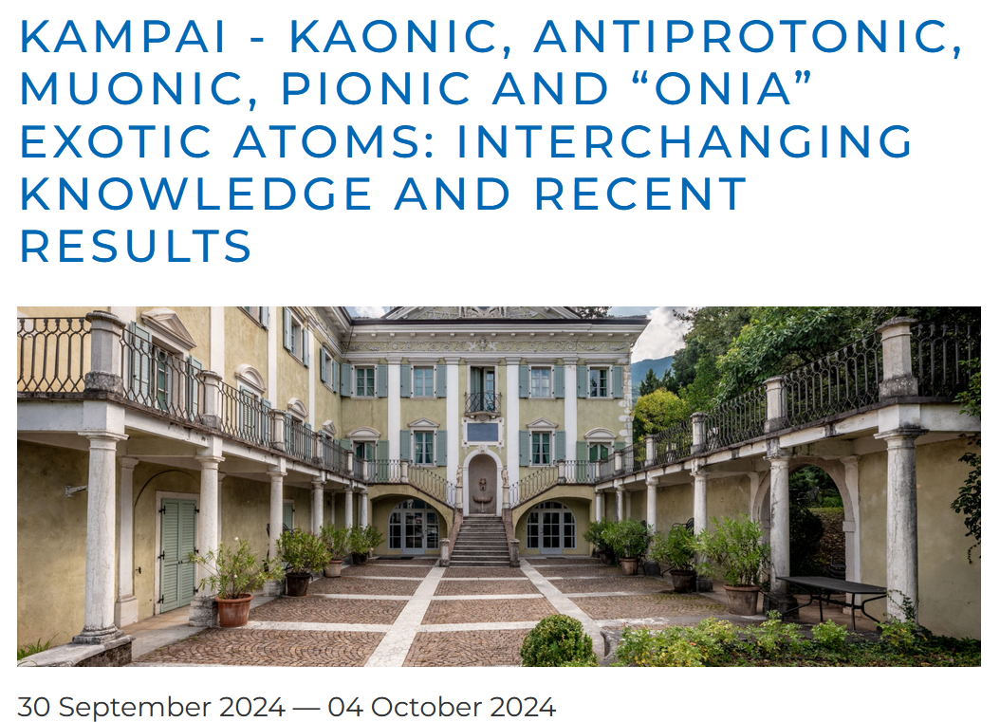 KAMPAI - KAONIC, ANTIPROTONIC,
MUONIC, PIONIC AND “ONIA”
EXOTIC ATOMS: INTERCHANGING
KNOWLEDGE AND RECENT
RESULTS
30 September 2024 — 04 October 2024